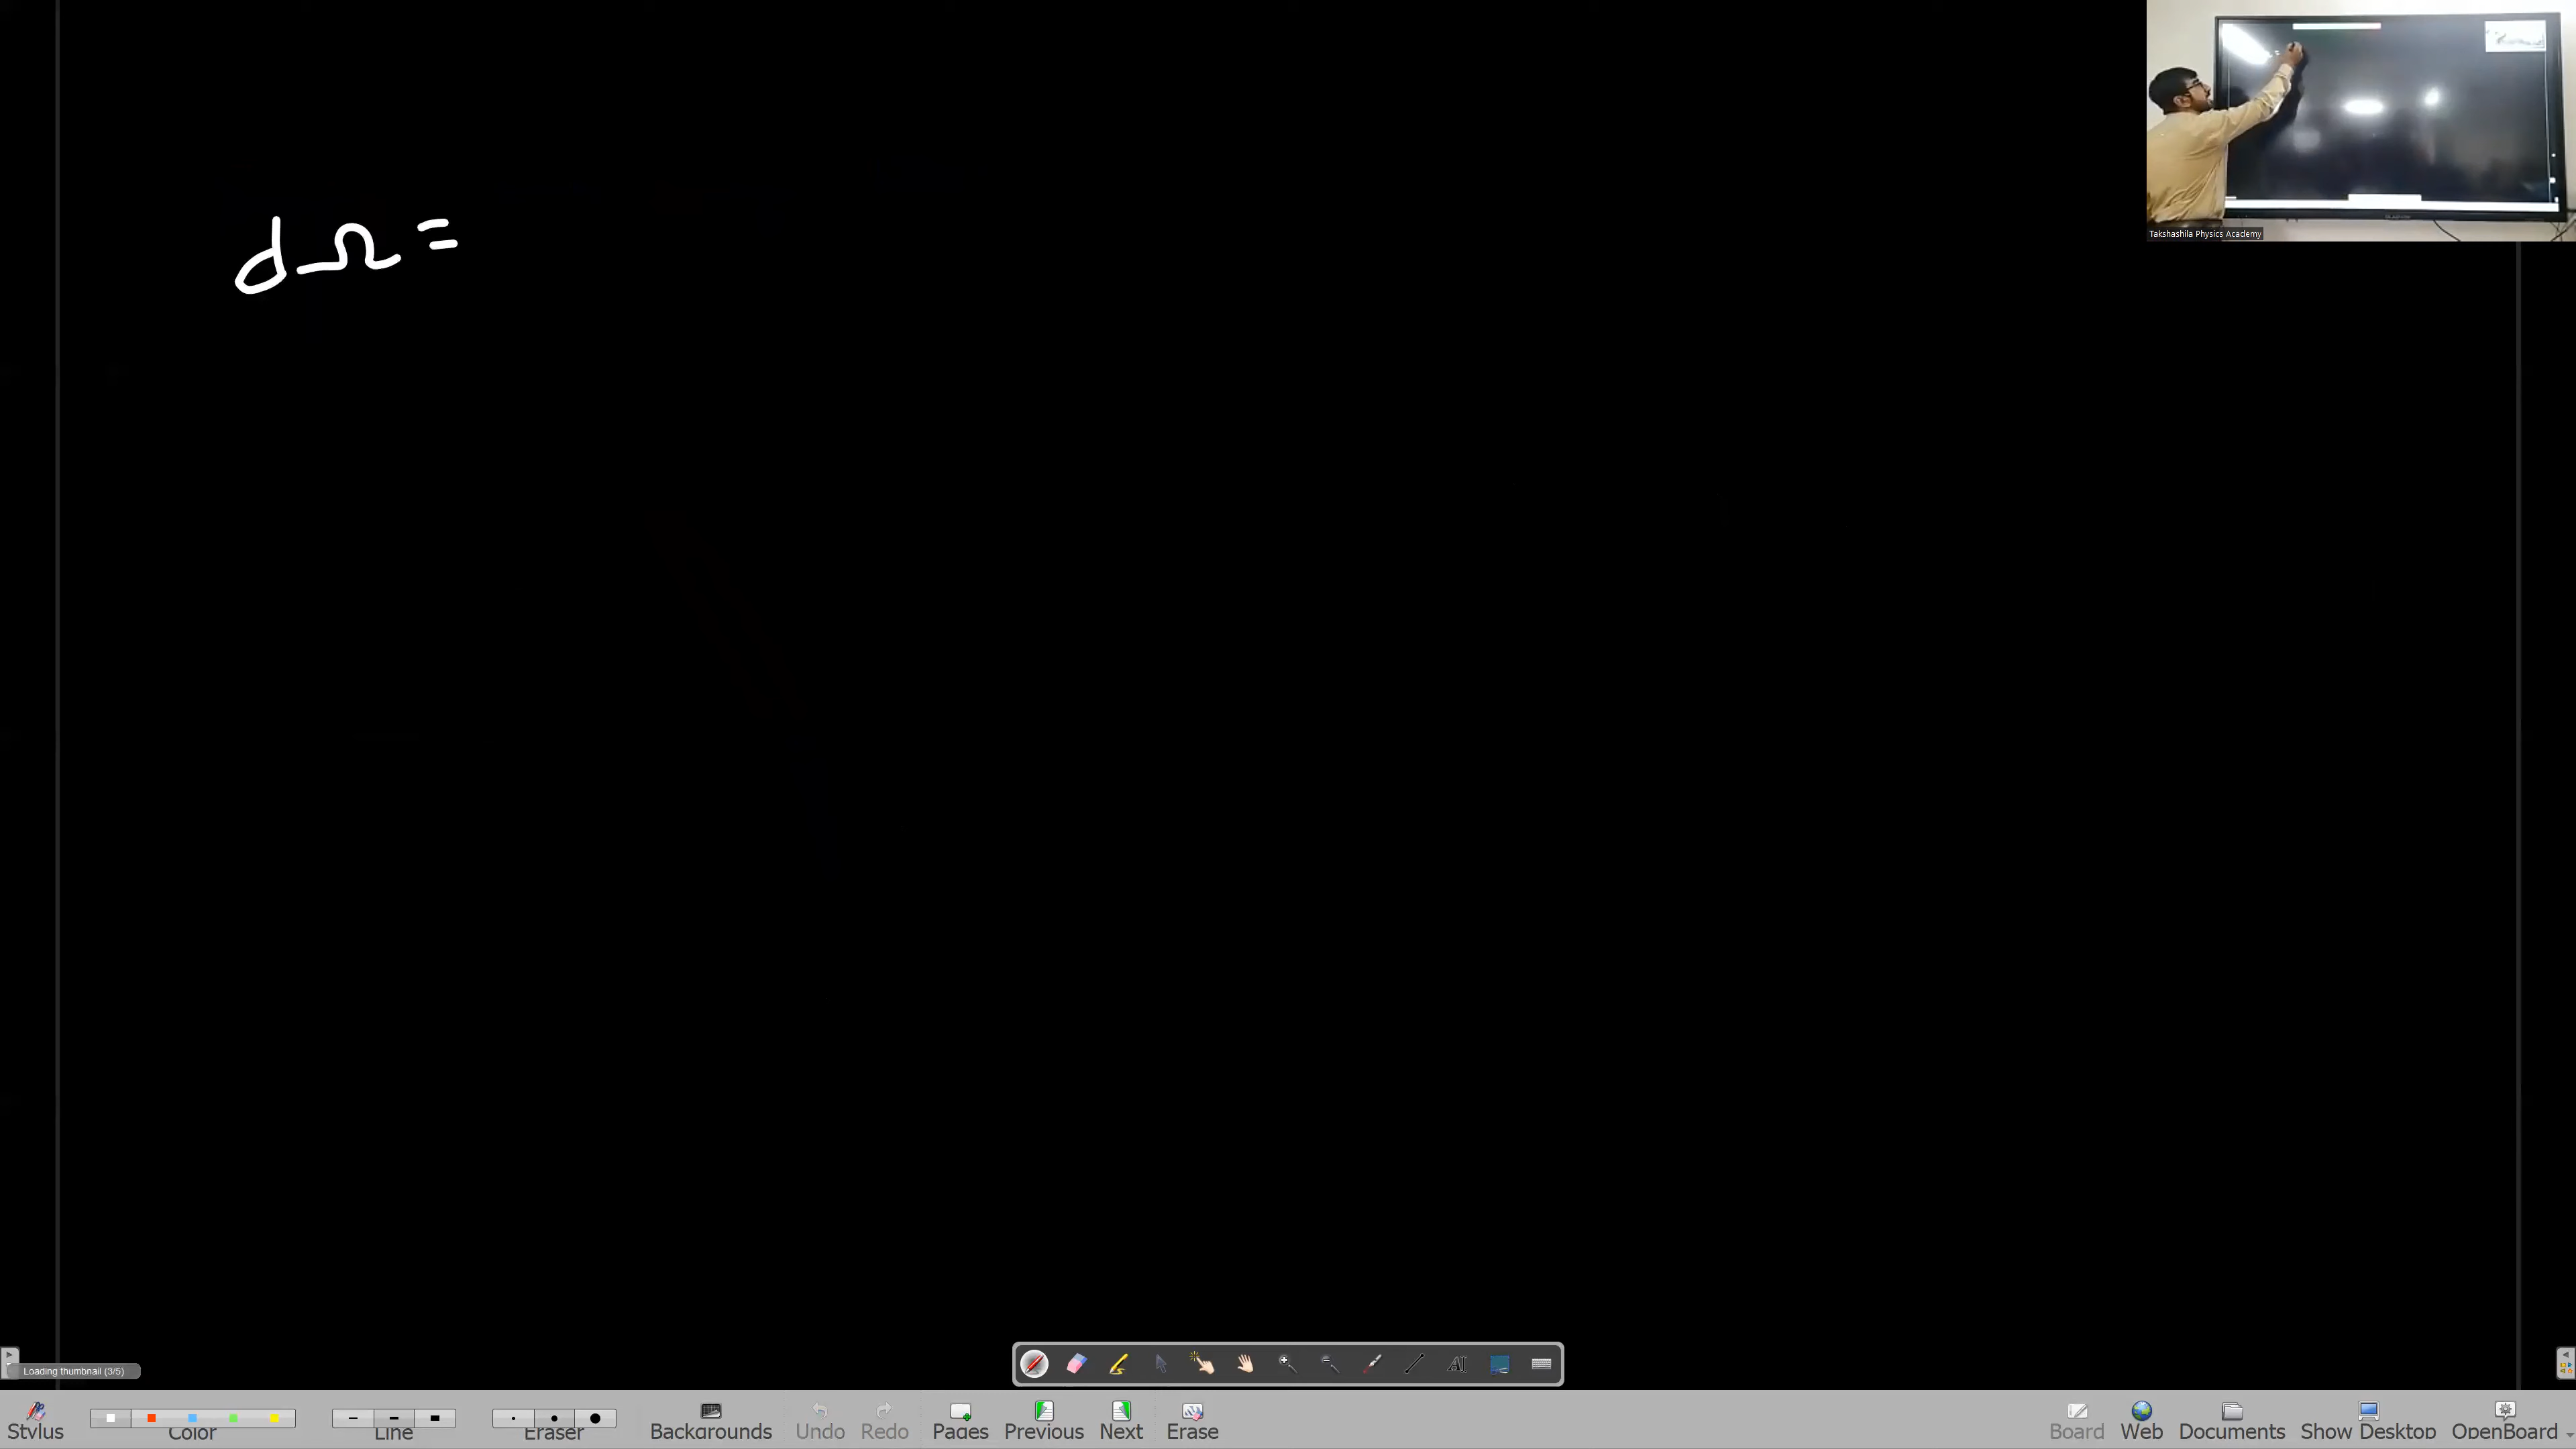 dΩ =
Takshashila Physics Academy
Loading thumbnail (3/5)
Stylus Color Line Eraser Backgrounds Undo Redo Pages Previous Next Erase Board Web Documents Show Desktop OpenBoard